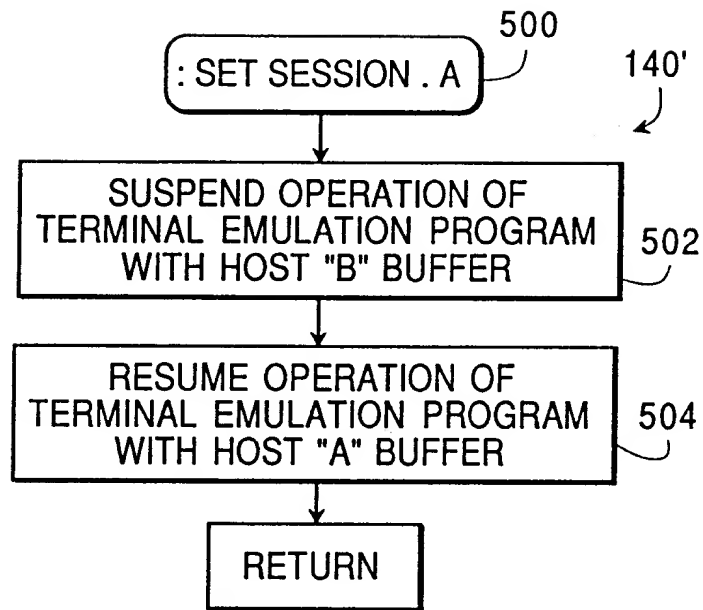 500
: SET SESSION . A
140'
SUSPEND OPERATION OF
TERMINAL EMULATION PROGRAM
WITH HOST "B" BUFFER
502
RESUME OPERATION OF
TERMINAL EMULATION PROGRAM
WITH HOST "A" BUFFER
504
RETURN